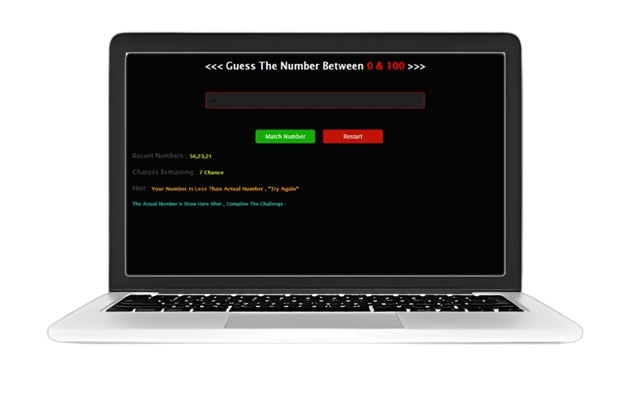 <<< Guess The Number Between 0 & 100 >>>
Match Number Restart
Recent Numbers : 56,23,21
Chances Remaining : 7 Chance
Hint : Your Number Is Less Than Actual Number , "Try Again"
The Actual Number is Show Here After , Complete The Challenge :